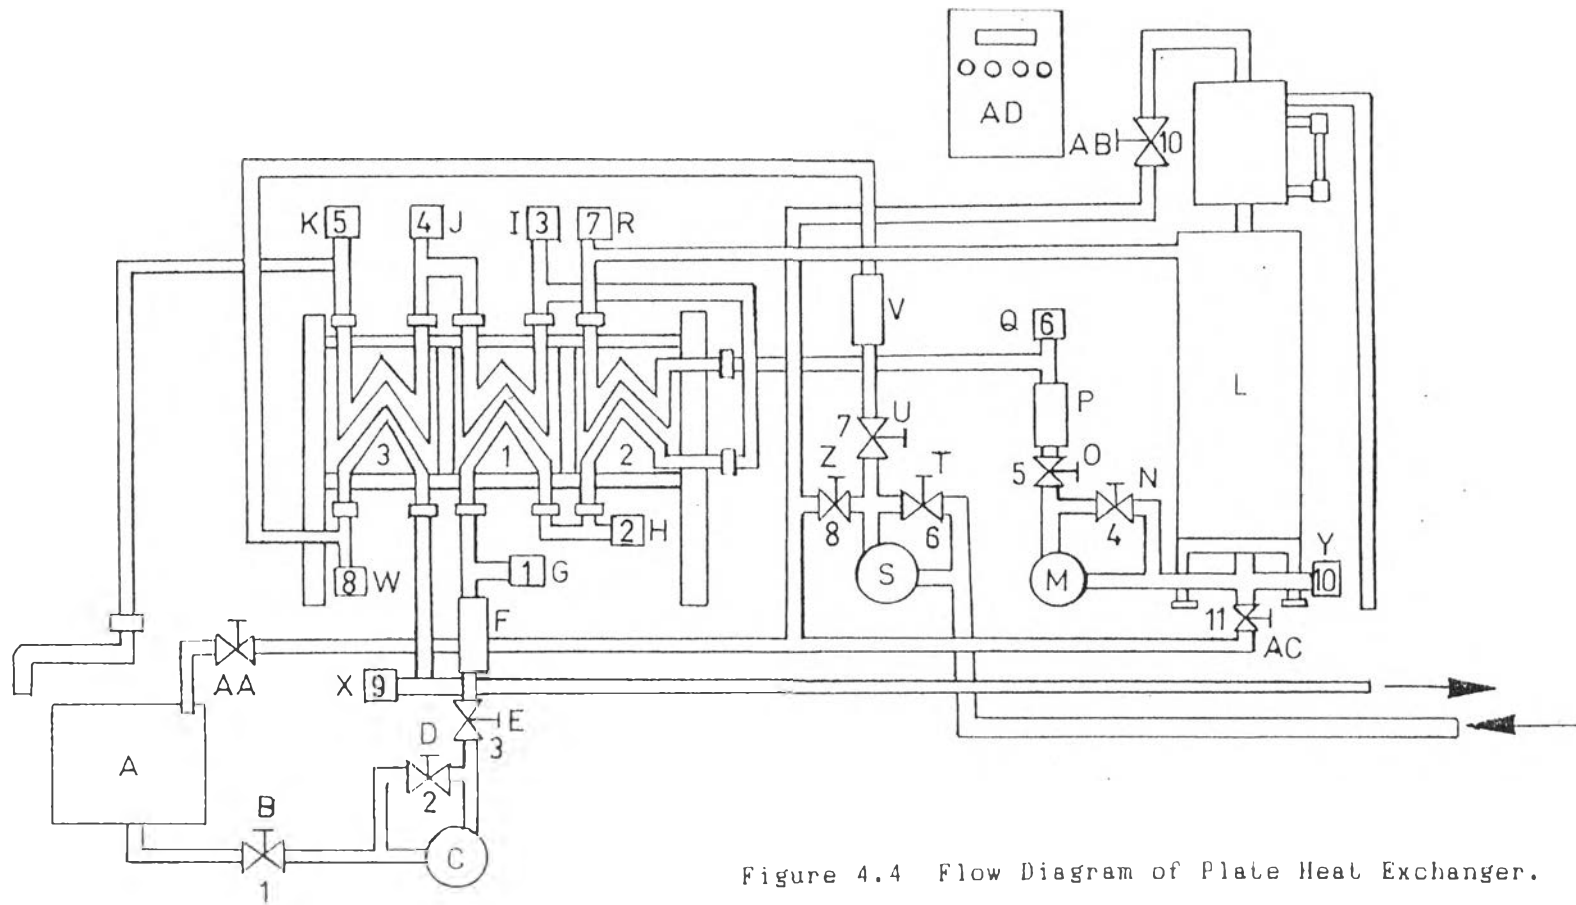 AD
AB 10
K 5 4 J I 3 7 R
V
Q 6
L
P
U
7
Z T
O
5 N
3 1 2
8 6 4
2 H
Y
S M 10
8 W 1 G
F 11
AC
AA
X 9
E
D 3
A
2
B
C
1
Figure 4.4 Flow Diagram of Plate Heat Exchanger.